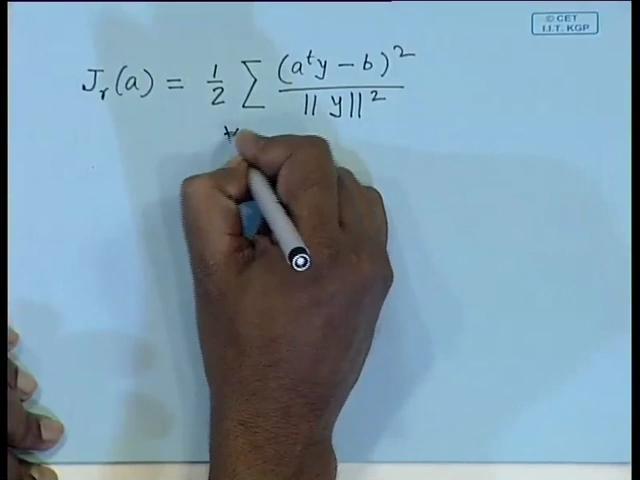 © CET
I.I.T. KGP
J_r(a) = 1/2 ∑ (a^t y - b)^2 / ||y||^2